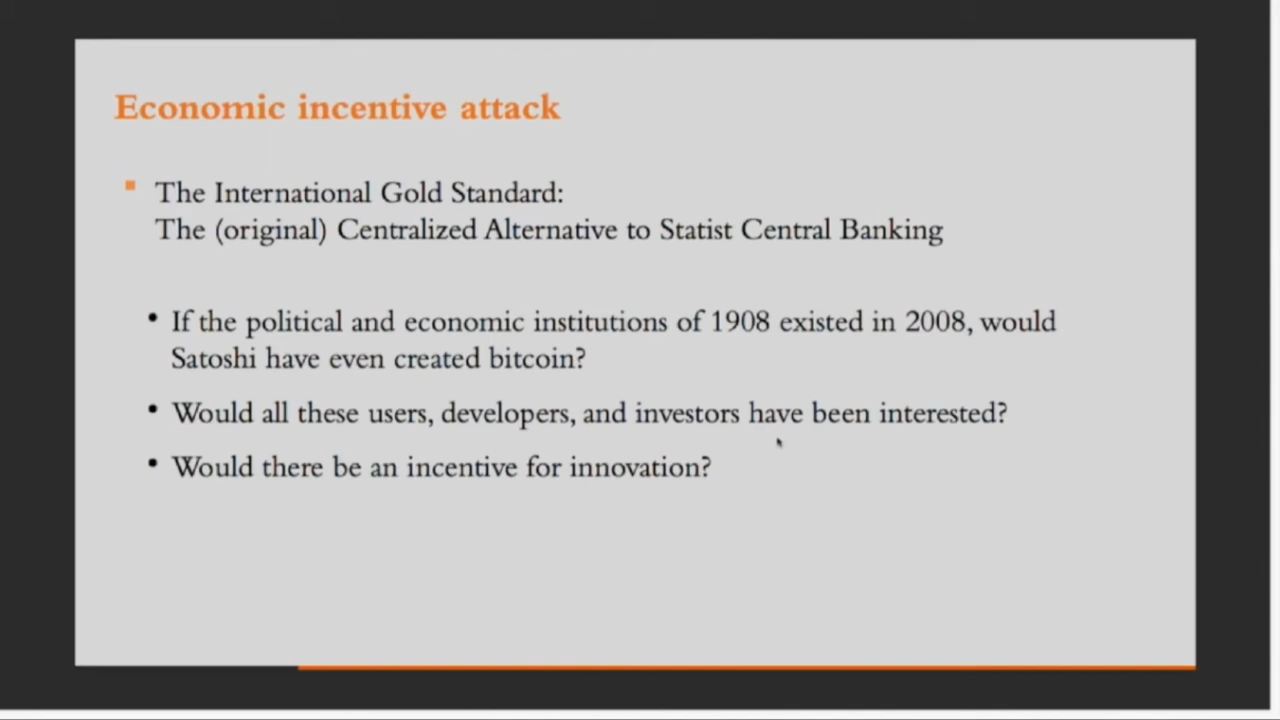 Economic incentive attack
The International Gold Standard:
The (original) Centralized Alternative to Statist Central Banking
If the political and economic institutions of 1908 existed in 2008, would
Satoshi have even created bitcoin?
Would all these users, developers, and investors have been interested?
Would there be an incentive for innovation?